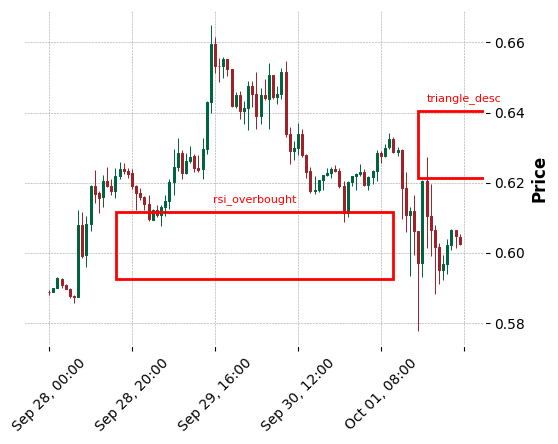 0.66
triangle_desc
0.64
Price
0.62
rsi_overbought
0.60
0.58
Sep 28, 00:00
Sep 28, 20:00
Sep 29, 16:00
Sep 30, 12:00
Oct 01, 08:00